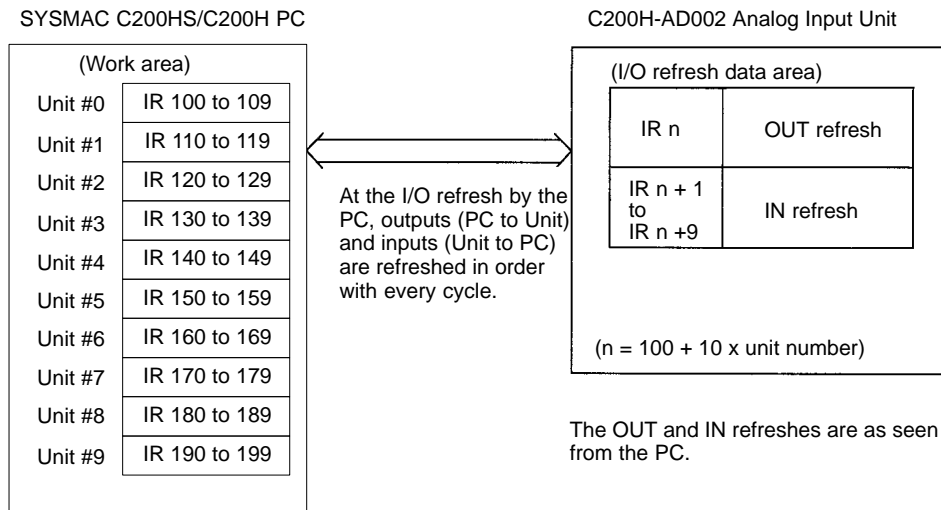 SYSMAC C200HS/C200H PC
(Work area)
Unit #0 IR 100 to 109
Unit #1 IR 110 to 119
Unit #2 IR 120 to 129
Unit #3 IR 130 to 139
Unit #4 IR 140 to 149
Unit #5 IR 150 to 159
Unit #6 IR 160 to 169
Unit #7 IR 170 to 179
Unit #8 IR 180 to 189
Unit #9 IR 190 to 199
At the I/O refresh by the
PC, outputs (PC to Unit)
and inputs (Unit to PC)
are refreshed in order
with every cycle.
C200H-AD002 Analog Input Unit
(I/O refresh data area)
IR n OUT refresh
IR n + 1
to
IR n +9
IN refresh
(n = 100 + 10 x unit number)
The OUT and IN refreshes are as seen
from the PC.